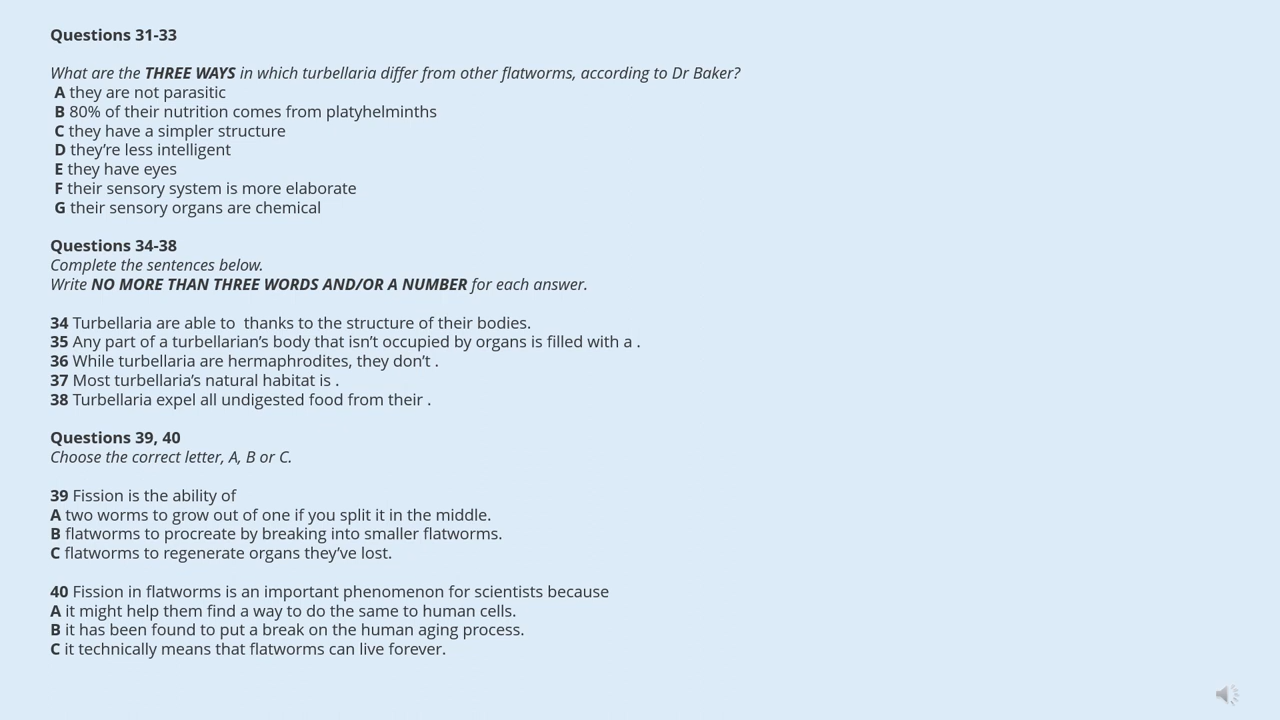 Questions 31-33
What are the THREE WAYS in which turbellaria differ from other flatworms, according to Dr Baker?
A they are not parasitic
B 80% of their nutrition comes from platyhelminths
C they have a simpler structure
D they’re less intelligent
E they have eyes
F their sensory system is more elaborate
G their sensory organs are chemical
Questions 34-38
Complete the sentences below.
Write NO MORE THAN THREE WORDS AND/OR A NUMBER for each answer.
34 Turbellaria are able to  thanks to the structure of their bodies.
35 Any part of a turbellarian’s body that isn’t occupied by organs is filled with a .
36 While turbellaria are hermaphrodites, they don’t .
37 Most turbellaria’s natural habitat is .
38 Turbellaria expel all undigested food from their .
Questions 39, 40
Choose the correct letter, A, B or C.
39 Fission is the ability of
A two worms to grow out of one if you split it in the middle.
B flatworms to procreate by breaking into smaller flatworms.
C flatworms to regenerate organs they’ve lost.
40 Fission in flatworms is an important phenomenon for scientists because
A it might help them find a way to do the same to human cells.
B it has been found to put a break on the human aging process.
C it technically means that flatworms can live forever.